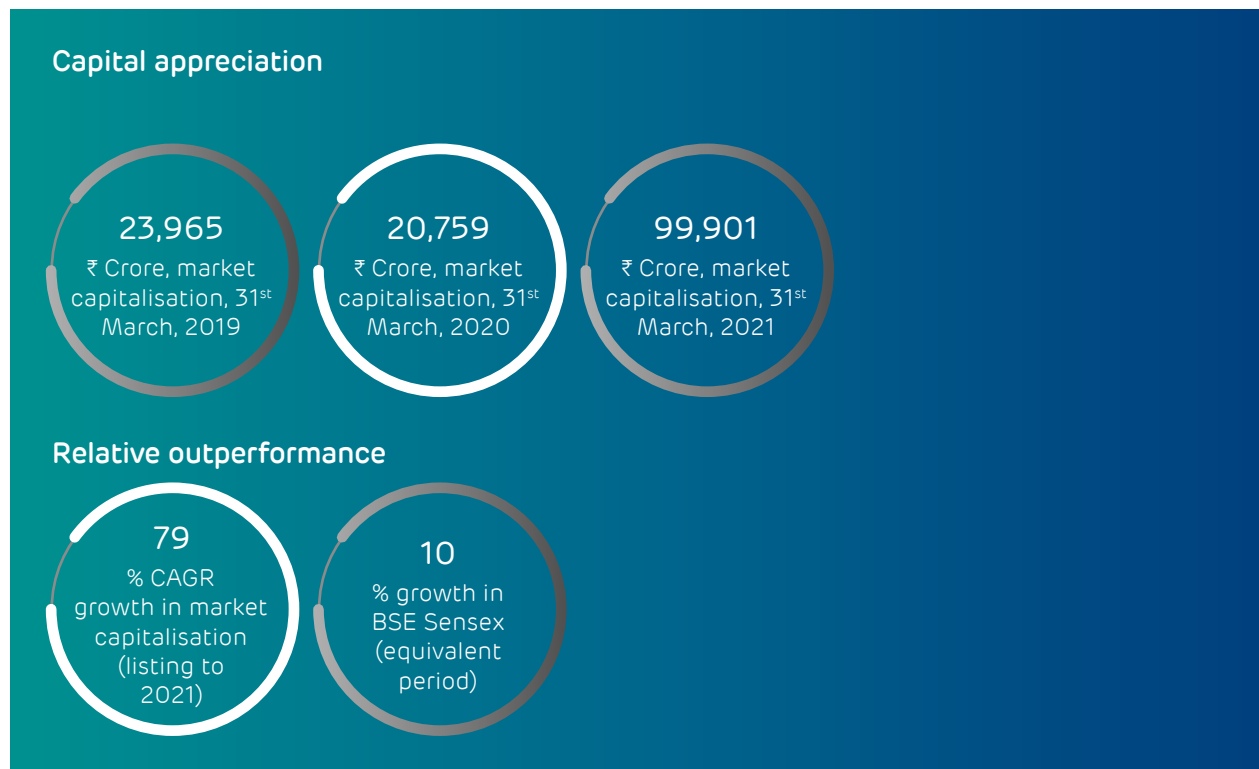 Capital appreciation
23,965
₹ Crore, market
capitalisation, 31st
March, 2019
20,759
₹ Crore, market
capitalisation, 31st
March, 2020
99,901
₹ Crore, market
capitalisation, 31st
March, 2021
Relative outperformance
79
% CAGR
growth in market
capitalisation
(listing to
2021)
10
% growth in
BSE Sensex
(equivalent
period)